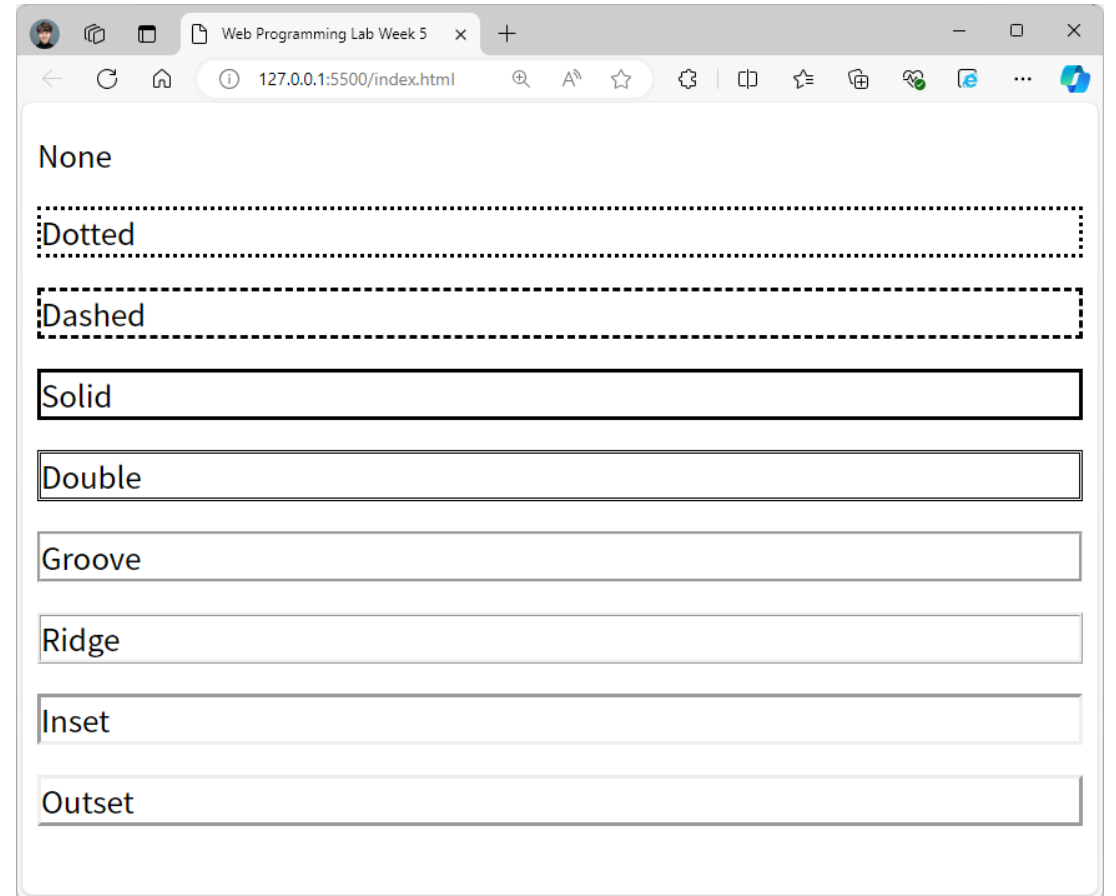 Web Programming Lab Week 5
127.0.0.1:5500/index.html
None
Dotted
Dashed
Solid
Double
Groove
Ridge
Inset
Outset